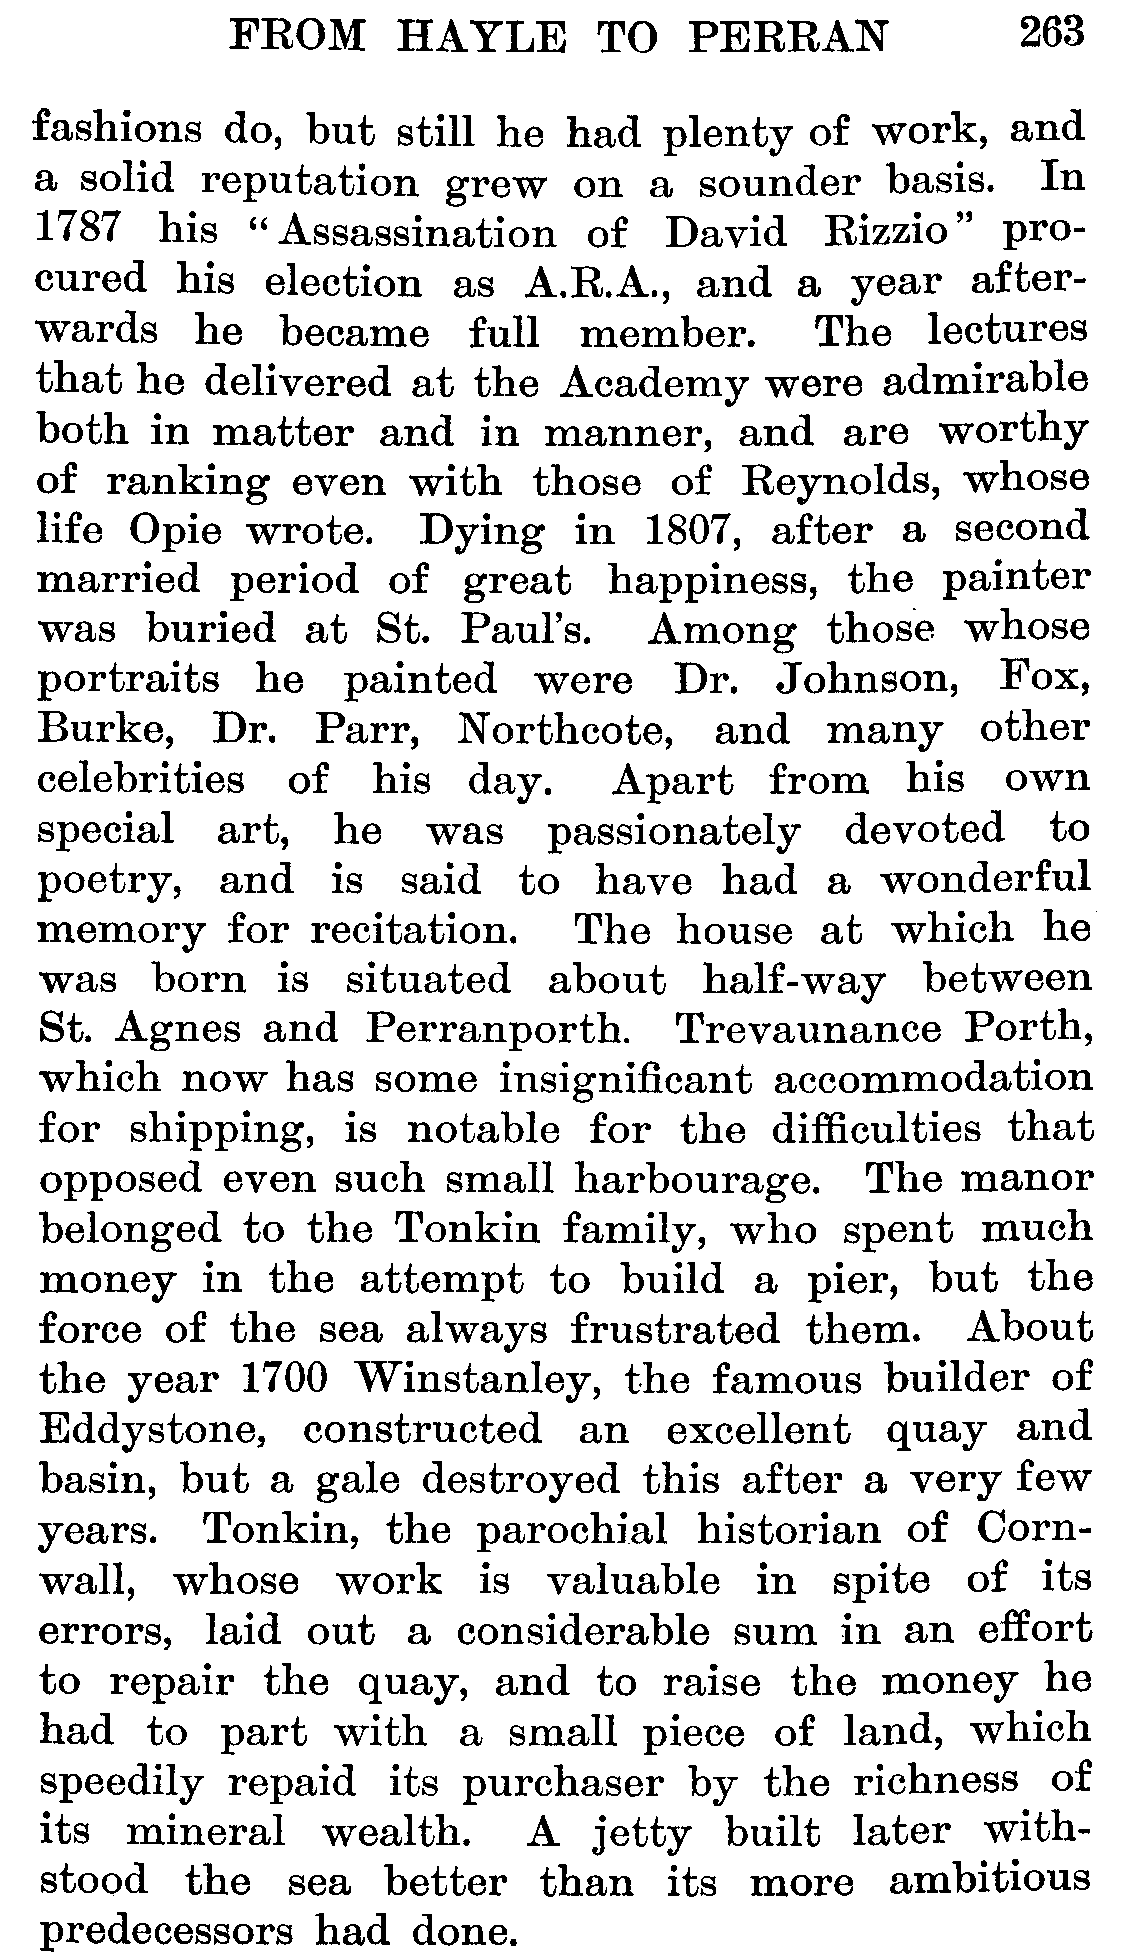 FROM HAYLE TO PERRAN 263
fashions do, but still he had plenty of work, and
a solid reputation grew on a sounder basis. In
1787 his “Assassination of David Rizzio” pro-
cured his election as A.R.A., and a year after-
wards he became full member. The lectures
that he delivered at the Academy were admirable
both in matter and in manner, and are worthy
of ranking even with those of Reynolds, whose
life Opie wrote. Dying in 1807, after a second
married period of great happiness, the painter
was buried at St. Paul's. Among those whose
portraits he painted were Dr. Johnson, Fox,
Burke, Dr. Parr, Northcote, and many other
celebrities of his day. Apart from his own
special art, he was passionately devoted to
poetry, and is said to have had a wonderful
memory for recitation. The house at which he
was born is situated about half-way between
St. Agnes and Perranporth. Trevaunance Porth,
which now has some insignificant accommodation
for shipping, is notable for the difficulties that
opposed even such small harbourage. The manor
belonged to the Tonkin family, who spent much
money in the attempt to build a pier, but the
force of the sea always frustrated them. About
the year 1700 Winstanley, the famous builder of
Eddystone, constructed an excellent quay and
basin, but a gale destroyed this after a very few
years. Tonkin, the parochial historian of Corn-
wall, whose work is valuable in spite of its
errors, laid out a considerable sum in an effort
to repair the quay, and to raise the money he
had to part with a small piece of land, which
speedily repaid its purchaser by the richness of
its mineral wealth. A jetty built later with-
stood the sea better than its more ambitious
predecessors had done.